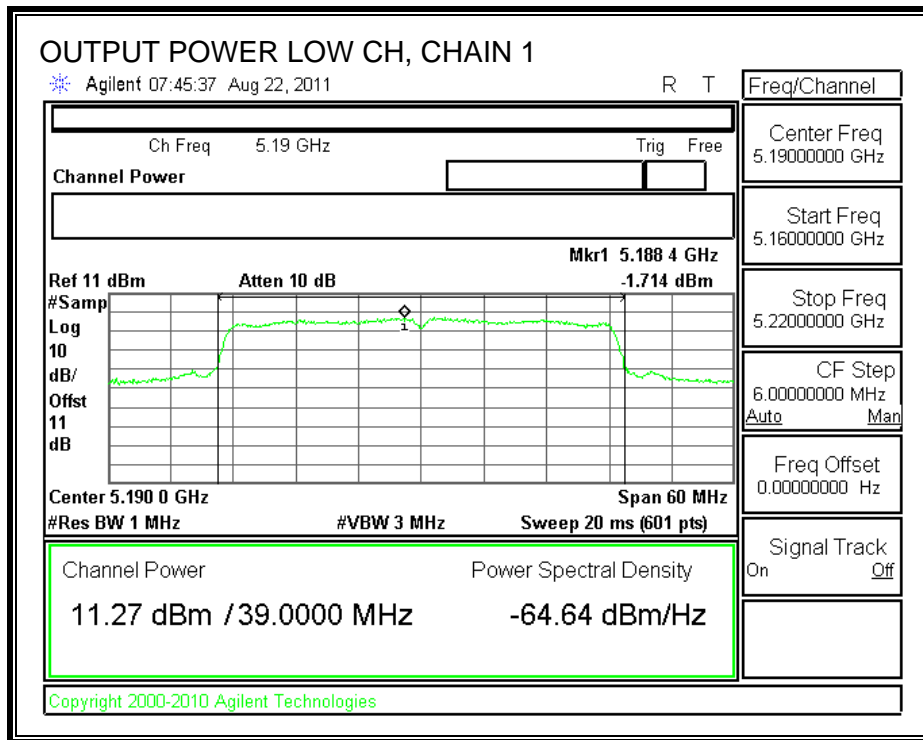 OUTPUT POWER LOW CH, CHAIN 1
Agilent 07:45:37 Aug 22, 2011 R T
Freq/Channel
Ch Freq 5.19 GHz Trig Free
Channel Power
Mkr1 5.188 4 GHz
Ref 11 dBm Atten 10 dB -1.714 dBm
#Samp
Log
10
dB/
Offst
11
dB
1
Center 5.190 0 GHz Span 60 MHz
#Res BW 1 MHz #VBW 3 MHz Sweep 20 ms (601 pts)
Channel Power Power Spectral Density
11.27 dBm / 39.0000 MHz -64.64 dBm/Hz
Center Freq
5.19000000 GHz
Start Freq
5.16000000 GHz
Stop Freq
5.22000000 GHz
CF Step
6.00000000 MHz
Auto Man
Freq Offset
0.00000000 Hz
Signal Track
On Off
Copyright 2000-2010 Agilent Technologies